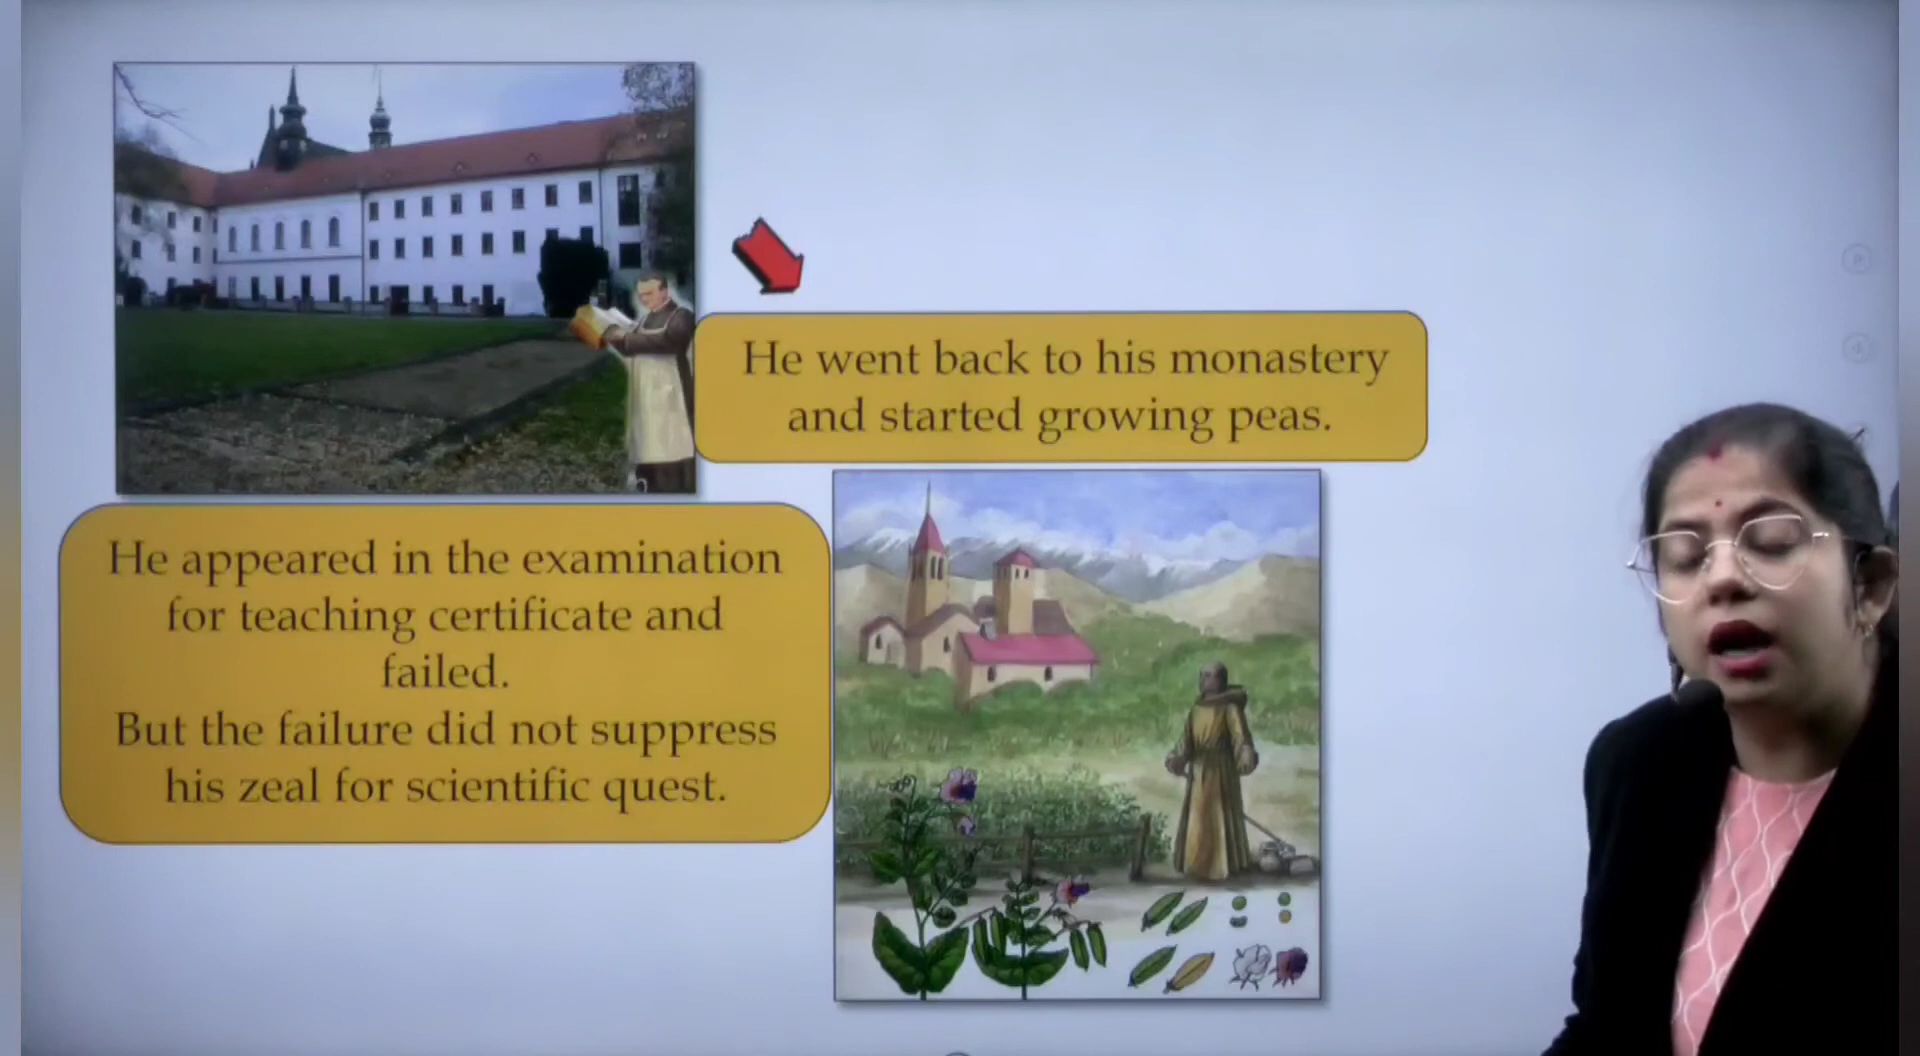 He went back to his monastery
and started growing peas.
He appeared in the examination
for teaching certificate and
failed.
But the failure did not suppress
his zeal for scientific quest.